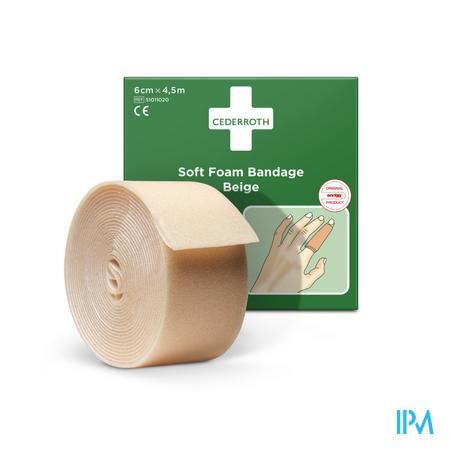 6cm x 4,5m
REF 51011020
CE
CEDERROTH
Soft Foam Bandage
Beige
ORIGINAL
PRODUCT
IPM